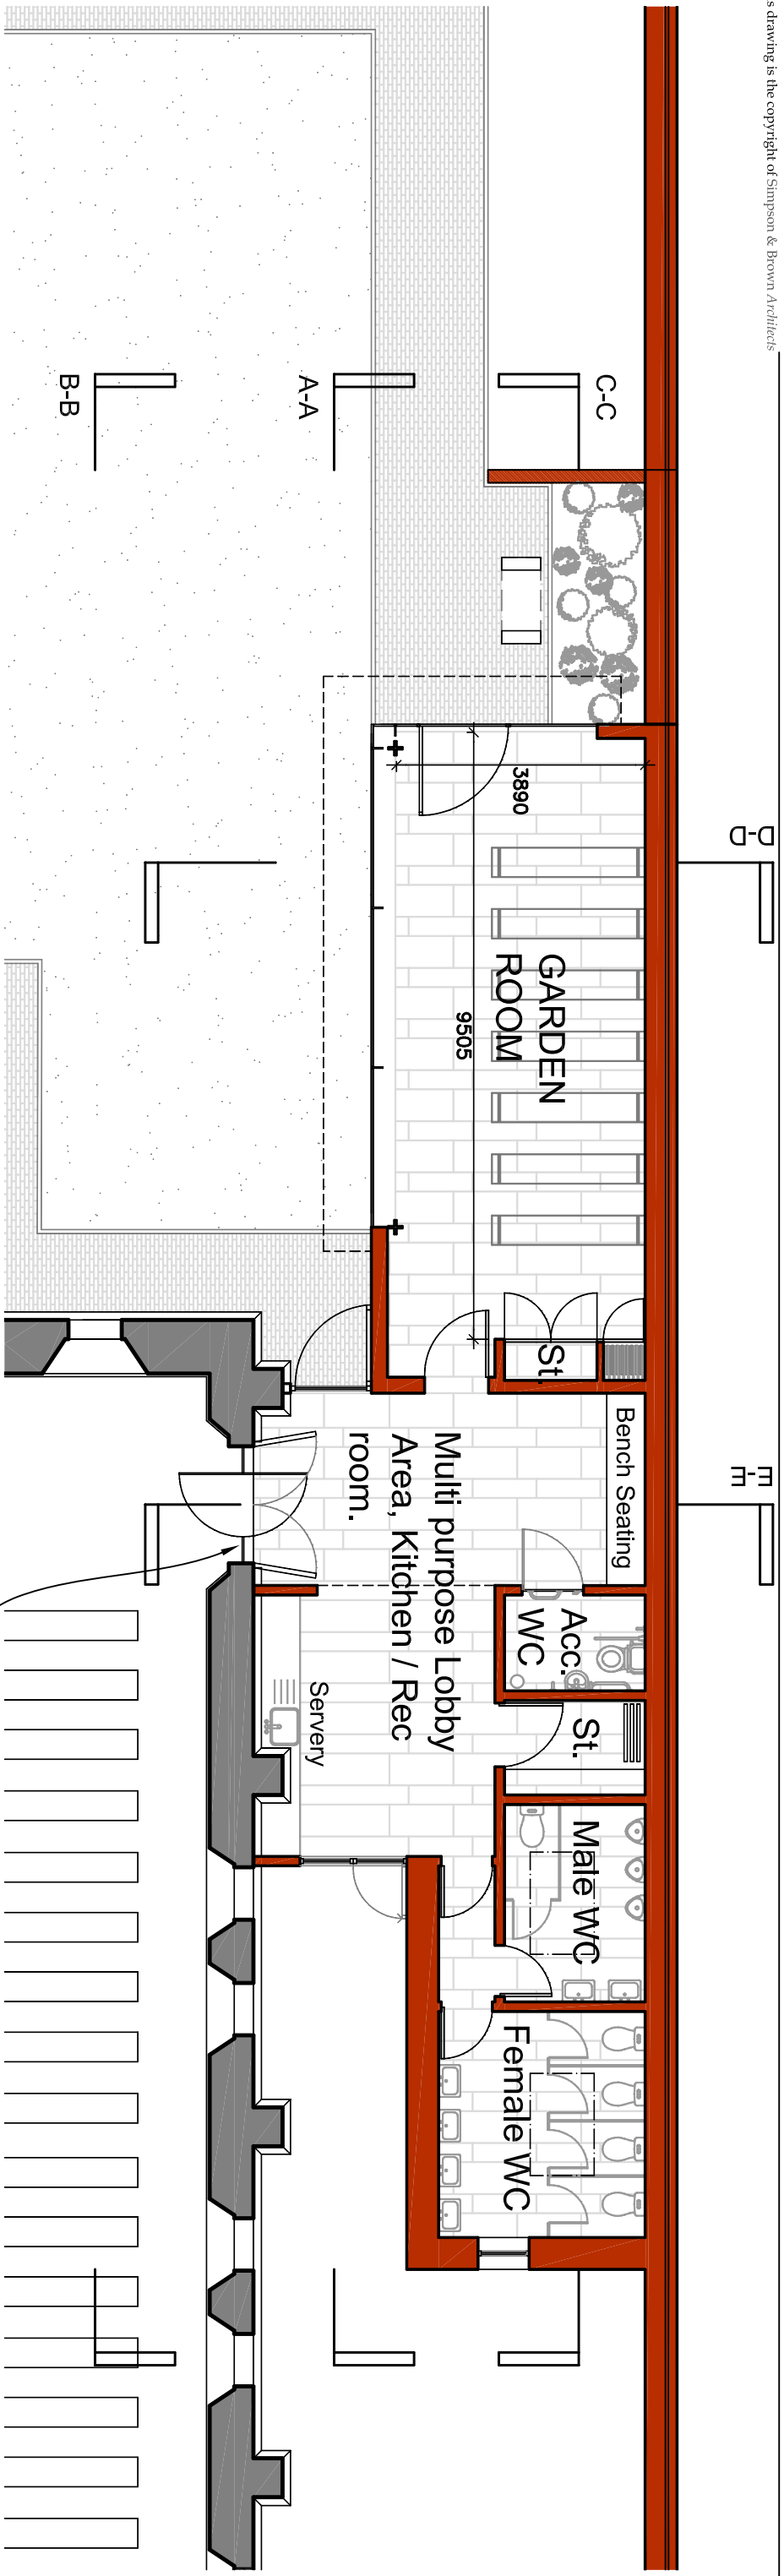 s drawing is the copyright of Simpson & Brown Architects
C-C
A-A
B-B
D-D
3890
GARDEN
ROOM
9505
St.
E-E
Bench Seating
Multi purpose Lobby
Area, Kitchen / Rec
room.
Acc.
WC
St.
Servery
Male WC
Female WC